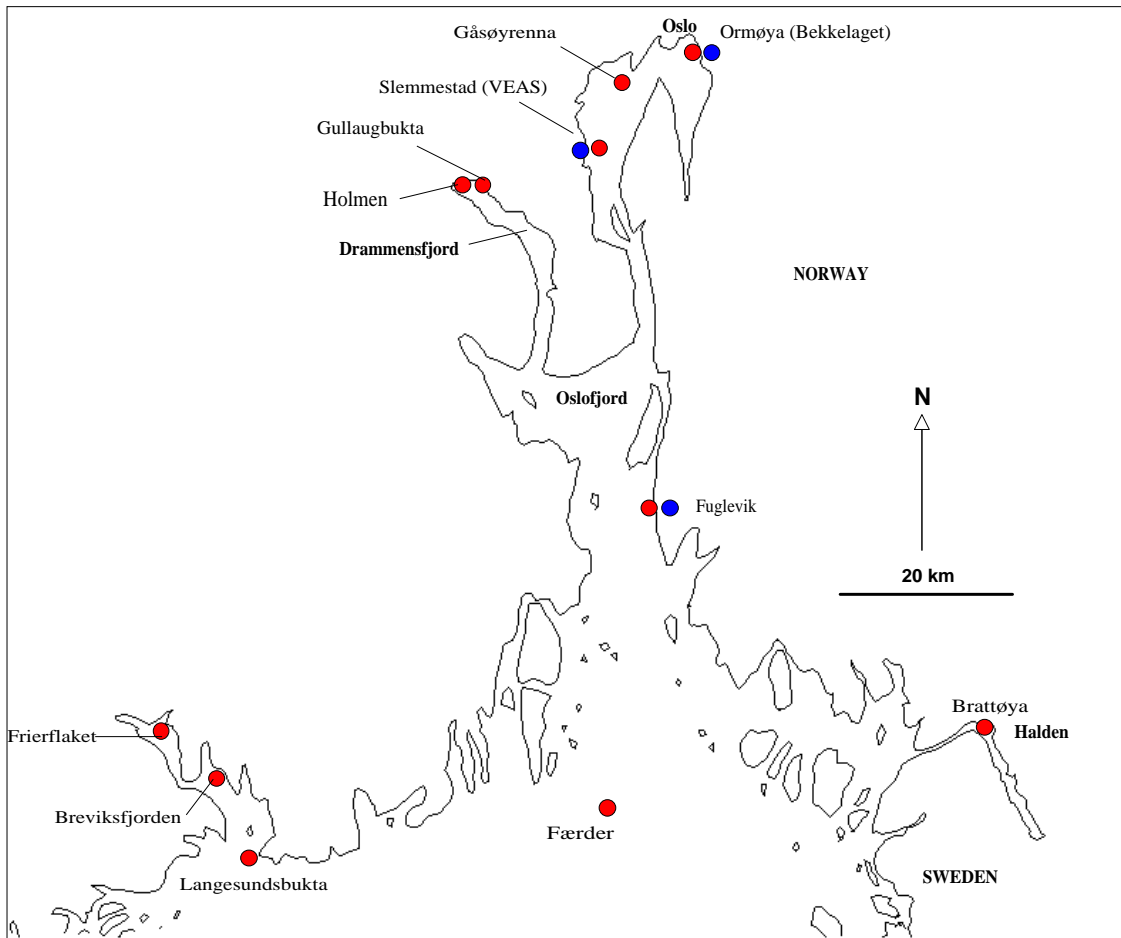 Oslo
Ormøya (Bekkelaget)
Gåsøyrenna
Slemmestad (VEAS)
Gullaugbukta
Holmen
Drammensfjord
NORWAY
Oslofjord
N
Fuglevik
20 km
Brattøya
Frierflaket
Halden
Breviksfjorden
Færder
Langesundsbukta
SWEDEN